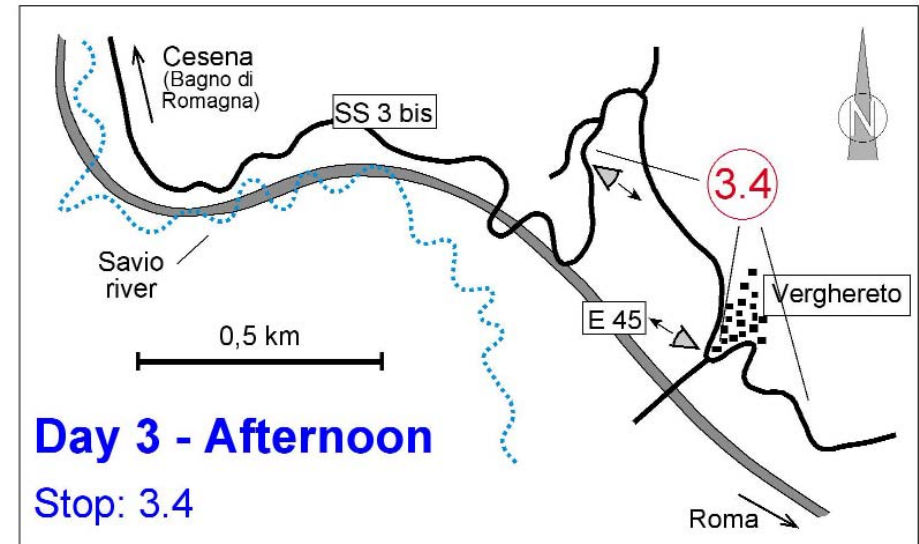 Cesena
(Bagno di
Romagna)
SS 3 bis
N
3.4
Savio
river
Verghereto
E 45
0,5 km
Day 3 - Afternoon
Stop: 3.4
Roma